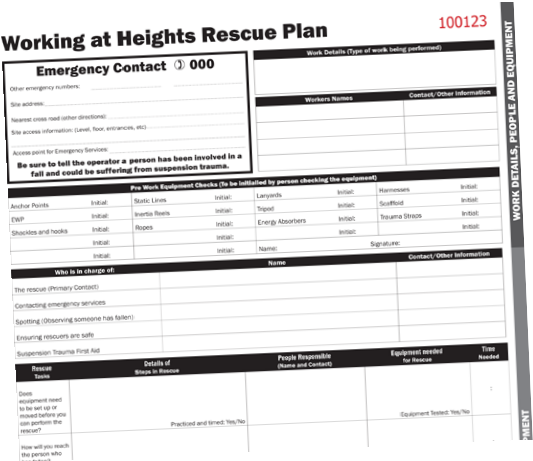 100123
Working at Heights Rescue Plan
Emergency Contact 000
Other emergency numbers:
Site address:
Nearest cross road (other directions):
Site access information: (Level, floor, entrances, etc)
Access point for Emergency Services:
Be sure to tell the operator a person has been involved in a
fall and could be suffering from suspension trauma.
Work Details (Type of work being performed)
Workers Names Contact/Other Information
WORK DETAILS, PEOPLE AND EQUIPMENT
Pre Work Equipment Checks (To be initialled by person checking the equipment)
Anchor Points Initial: Static Lines Initial: Lanyards Initial: Harnesses Initial:
EWP Initial: Inertia Reels Initial: Tripod Initial: Scaffold Initial:
Shackles and hooks Initial: Ropes Initial: Energy Absorbers Initial: Trauma Straps Initial:
Initial: Initial: Initial: Initial:
Initial: Initial: Name: Signature:
Who is in charge of: Name Contact/Other Information
The rescue (Primary Contact)
Contacting emergency services
Spotting (Observing someone has fallen)
Ensuring rescuers are safe
Suspension Trauma First Aid
Rescue
Tasks
Details of
Steps in Rescue
People Responsible
(Name and Contact)
Equipment needed
for Rescue
Time
Needed
Does
equipment need
to be set up or
moved before you
can perform the
rescue?
Practiced and timed: Yes/No
Equipment Tested: Yes/No
:
How will you reach
the person who